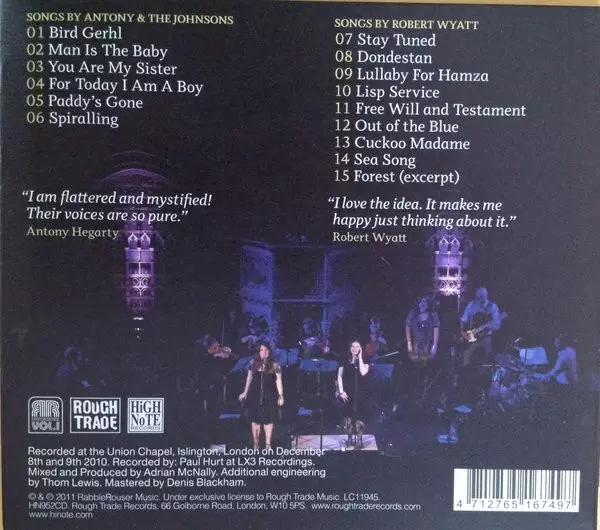 SONGS BY ANTONY & THE JOHNSONS
01 Bird Gerhl
02 Man Is The Baby
03 You Are My Sister
04 For Today I Am A Boy
05 Paddy's Gone
06 Spiralling
SONGS BY ROBERT WYATT
07 Stay Tuned
08 Dondestan
09 Lullaby For Hamza
10 Lisp Service
11 Free Will and Testament
12 Out of the Blue
13 Cuckoo Madame
14 Sea Song
15 Forest (excerpt)
“I am flattered and mystified!
Their voices are so pure.”
Antony Hegarty
“I love the idea. It makes me
happy just thinking about it.”
Robert Wyatt
VOL.1
ROUGH
TRADE
HiGH
NoTE
RECORDS
Recorded at the Union Chapel, Islington, London on December
8th and 9th 2010. Recorded by: Paul Hurt at LX3 Recordings.
Mixed and Produced by Adrian McNally. Additional engineering
by Thom Lewis. Mastered by Denis Blackham.
℗ & © 2011 RabbleRouser Music. Under exclusive license to Rough Trade Music. LC11945.
HN952CD. Rough Trade Records, 66 Golborne Road, London, W10 5PS. www.roughtraderecords.com
www.hinote.com
4 712765 167497